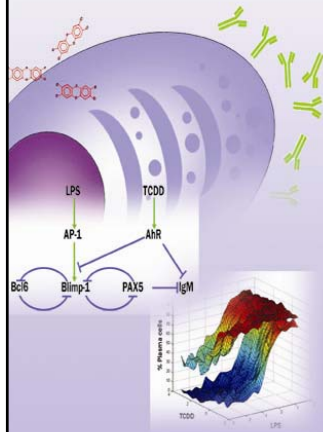 LPS TCDD
AP-1 AhR
Bcl6 Blimp-1 PAX5 IgM
% Plasma cells
TCDD
LPS